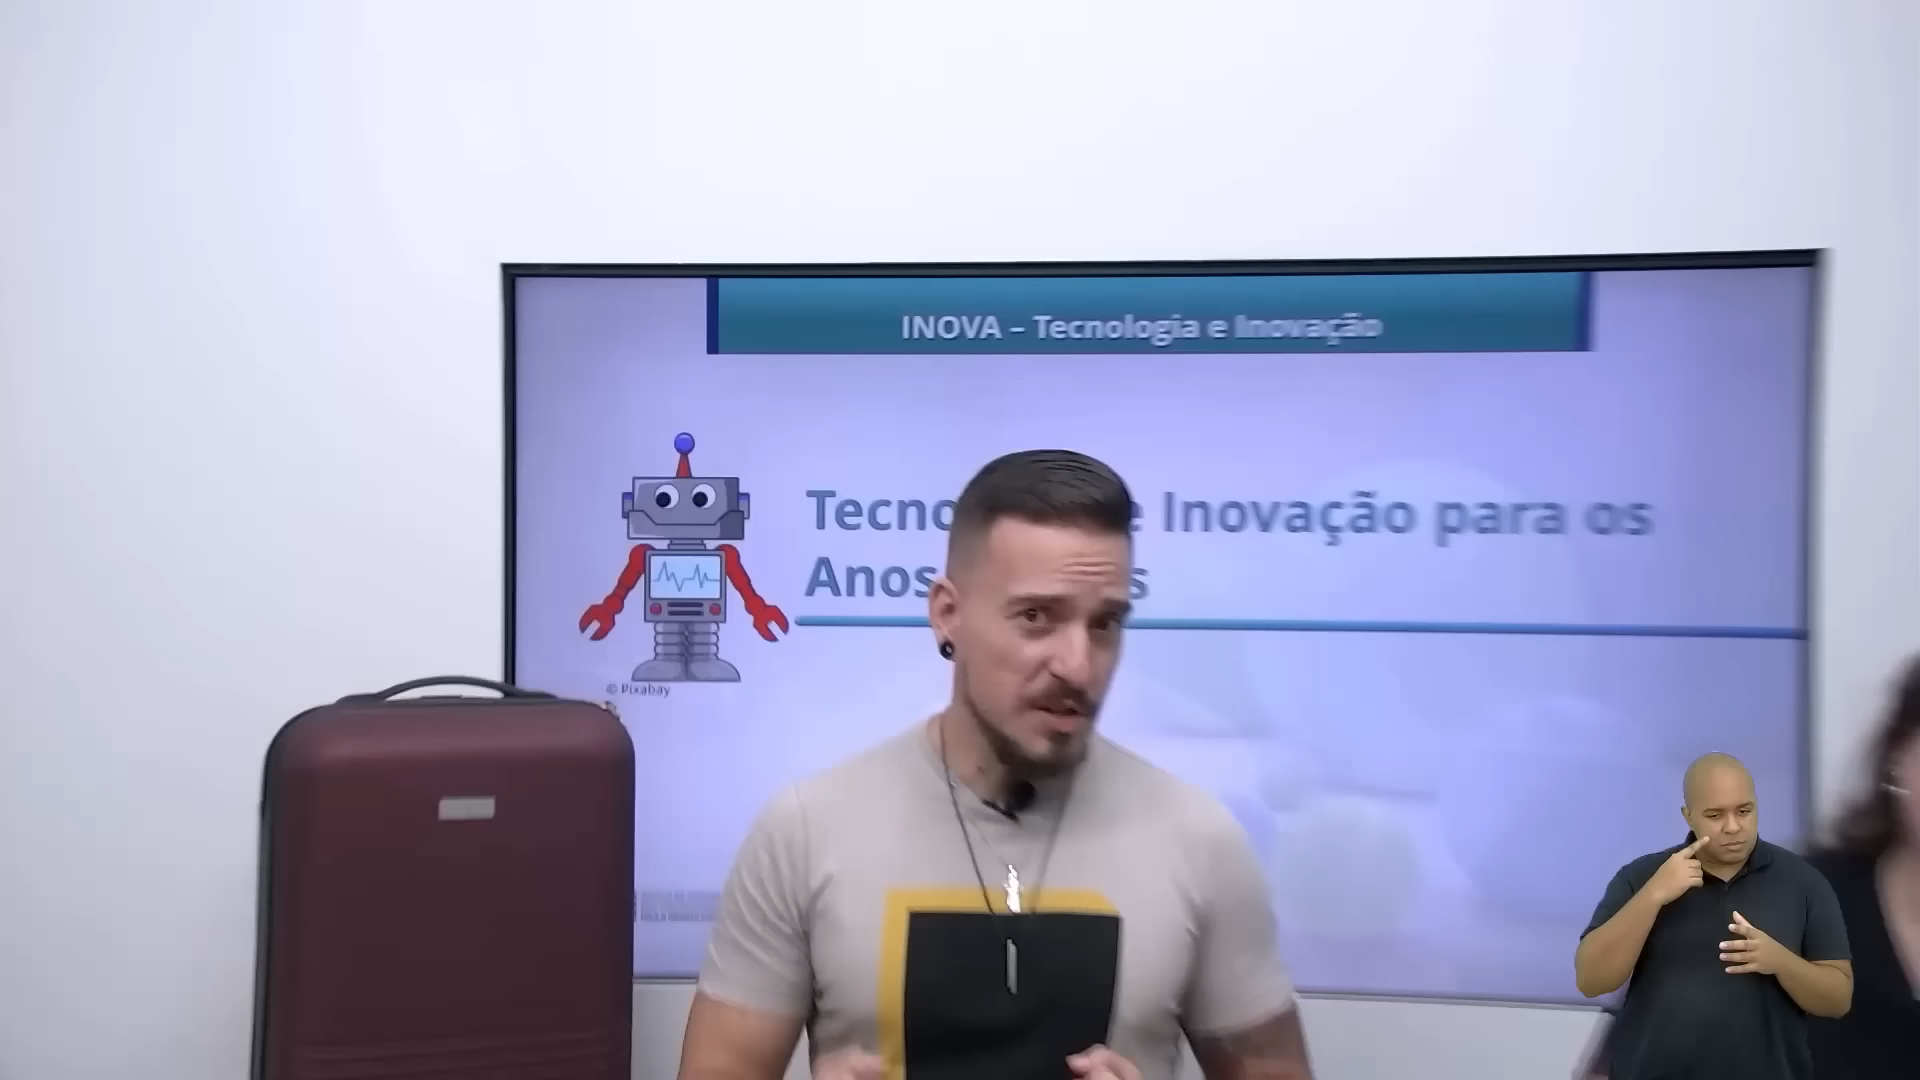 INOVA – Tecnologia e Inovação
Tecno e Inovação para os
Anos s
© Pixabay